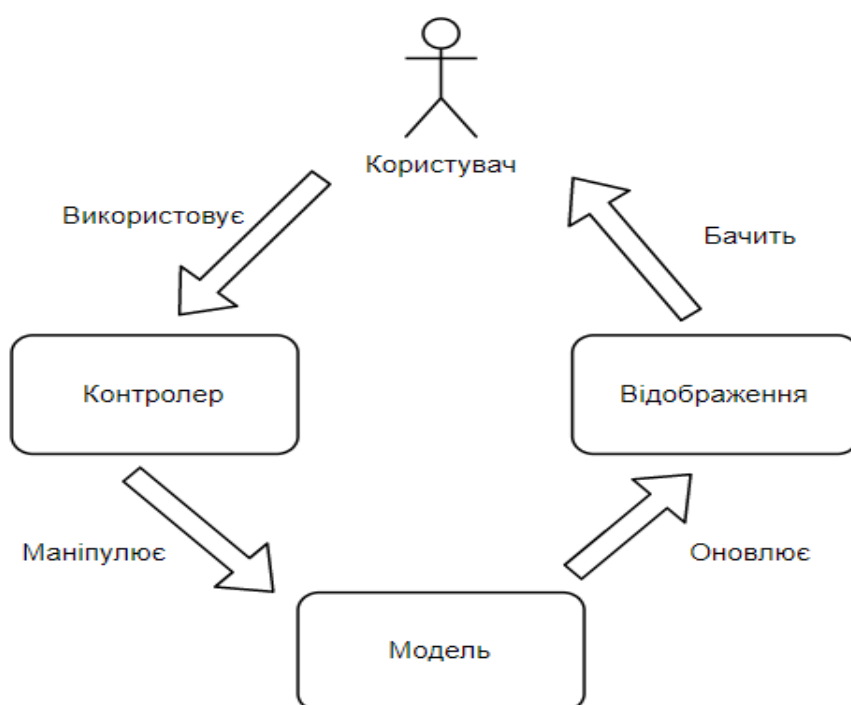 Користувач
Використовує
Бачить
Контролер
Відображення
Маніпулює
Оновлює
Модель